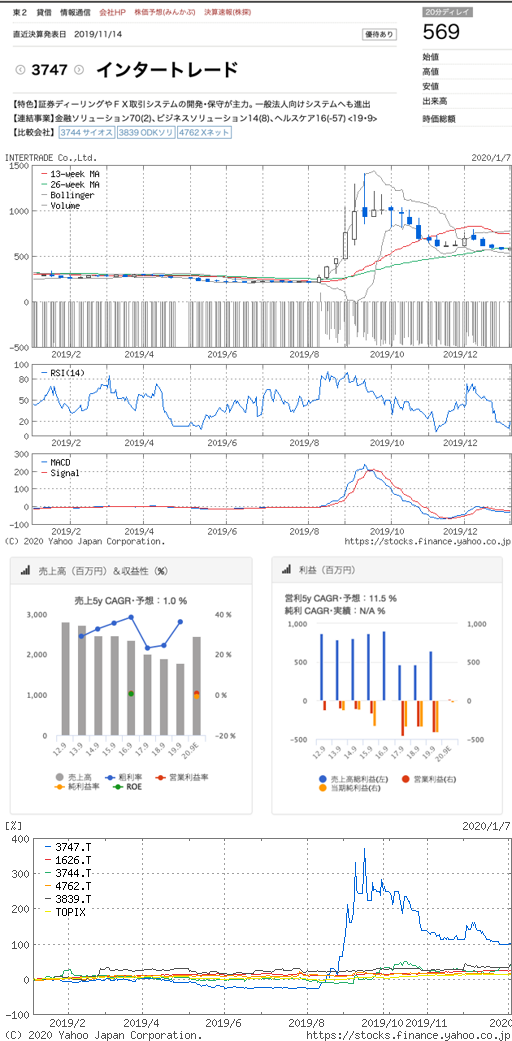 東2 貸借 情報通信 会社HP 株価予想(みんかぶ) 決算速報(株探)
20分ディレイ
直近決算発表日 2019/11/14
優待あり
569
3747 インタートレード
始値
高値
安値
出来高
時価総額
【特色】証券ディーリングやFX取引システムの開発・保守が主力。一般法人向けシステムへも進出
【連結事業】金融ソリューション70(2)、ビジネスソリューション14(8)、ヘルスケア16(-57) <19・9>
【比較会社】 3744 サイオス 3839 ODKソリ 4762 Xネット
INTERTRADE Co.,Ltd. 2020/1/7
1500
13-week MA
26-week MA
Bollinger
Volume
1000
500
0
-500
2019/2 2019/4 2019/6 2019/8 2019/10 2019/12
100
RSI(14)
80
50
20
0
2019/2 2019/4 2019/6 2019/8 2019/10 2019/12
300
MACD
Signal
200
100
0
-100
2019/2 2019/4 2019/6 2019/8 2019/10 2019/12
(C) 2020 Yahoo Japan Corporation. https://stocks.finance.yahoo.co.jp
売上高（百万円）＆収益性（%）
売上5y CAGR・予想：1.0 %
3,000 40 %
2,000 20 %
1,000 0 %
0 -20 %
12.9 13.9 14.9 15.9 16.9 17.9 18.9 19.9 20.9E
売上高 粗利率 営業利益率
純利益率 ROE
利益（百万円）
営利5y CAGR・予想：11.5 %
純利 CAGR・実績：N/A %
1,000 1,000
500 500
0 0
-500 -500
12.9 13.9 14.9 15.9 16.9 17.9 18.9 19.9 20.9E
売上高総利益(左) 営業利益(右)
当期純利益(右)
[%] 2020/1/7
400
3747.T
1626.T
3744.T
4762.T
3839.T
TOPIX
300
200
100
0
-100
2019/2 2019/4 2019/6 2019/8 2019/10 2019/11 2020
(C) 2020 Yahoo Japan Corporation. https://stocks.finance.yahoo.co.jp